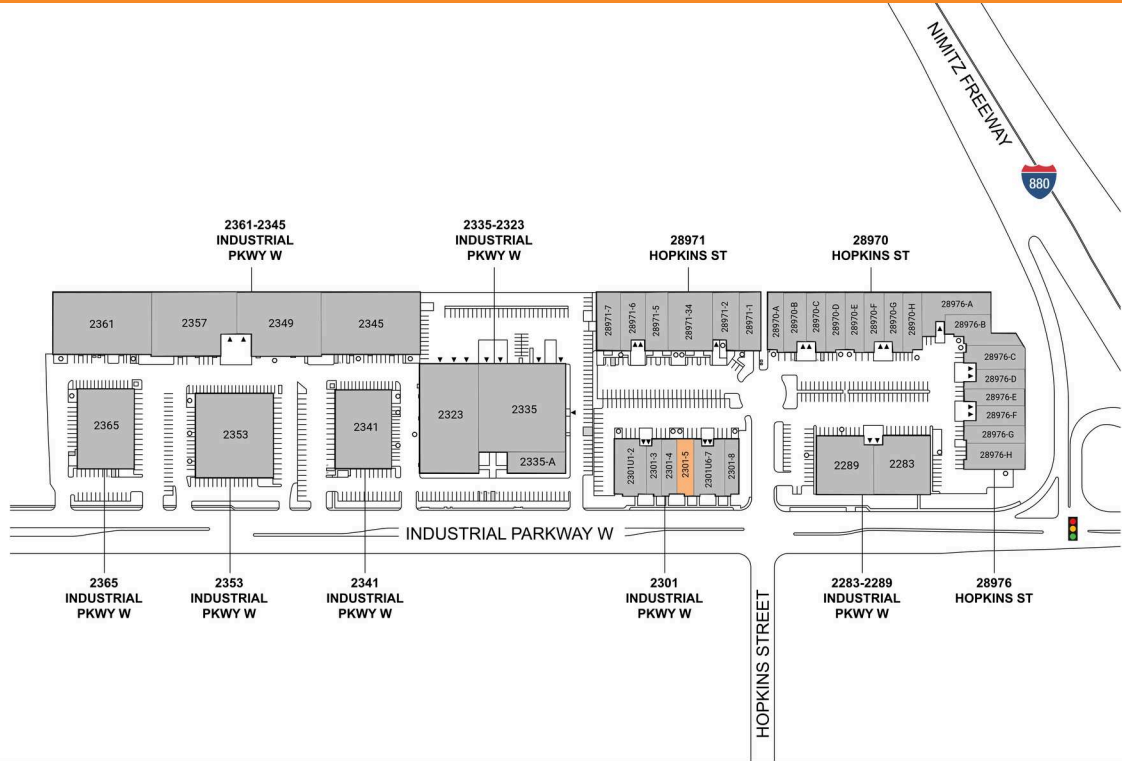 NIMITZ FREEWAY
880
2361-2345
INDUSTRIAL
PKWY W
2335-2323
INDUSTRIAL
PKWY W
28971
HOPKINS ST
28970
HOPKINS ST
2361
2357
2349
2345
28971-7
28971-6
28971-5
28971-34
28971-2
28971-1
28970-A
28970-B
28970-C
28970-D
28970-E
28970-F
28970-G
28970-H
28976-A
28976-B
28976-C
28976-D
28976-E
28976-F
28976-G
28976-H
2365
2353
2341
2323
2335
2335-A
2301U1-2
2301-3
2301-4
2301-5
2301U6-7
2301-8
2289
2283
INDUSTRIAL PARKWAY W
2365
INDUSTRIAL
PKWY W
2353
INDUSTRIAL
PKWY W
2341
INDUSTRIAL
PKWY W
2301
INDUSTRIAL
PKWY W
2283-2289
INDUSTRIAL
PKWY W
28976
HOPKINS ST
HOPKINS STREET